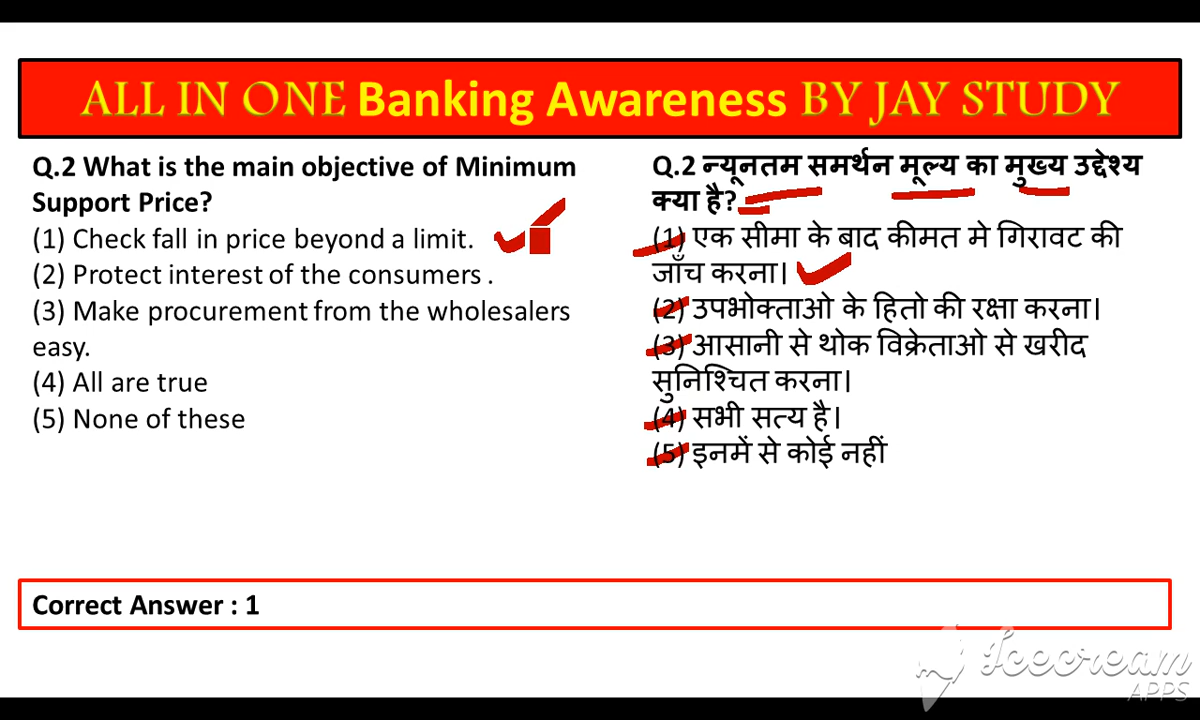 ALL IN ONE Banking Awareness BY JAY STUDY
Q.2 What is the main objective of Minimum
Support Price?
(1) Check fall in price beyond a limit.
(2) Protect interest of the consumers .
(3) Make procurement from the wholesalers
easy.
(4) All are true
(5) None of these
Q.2 न्यूनतम समर्थन मूल्य का मुख्य उद्देश्य
क्या है?
(1) एक सीमा के बाद कीमत मे गिरावट की
जाँच करना।
(2) उपभोक्ताओ के हितो की रक्षा करना।
(3) आसानी से थोक विक्रेताओ से खरीद
सुनिश्चित करना।
(4) सभी सत्य है।
(5) इनमें से कोई नहीं
Correct Answer : 1
Icecream
APPS